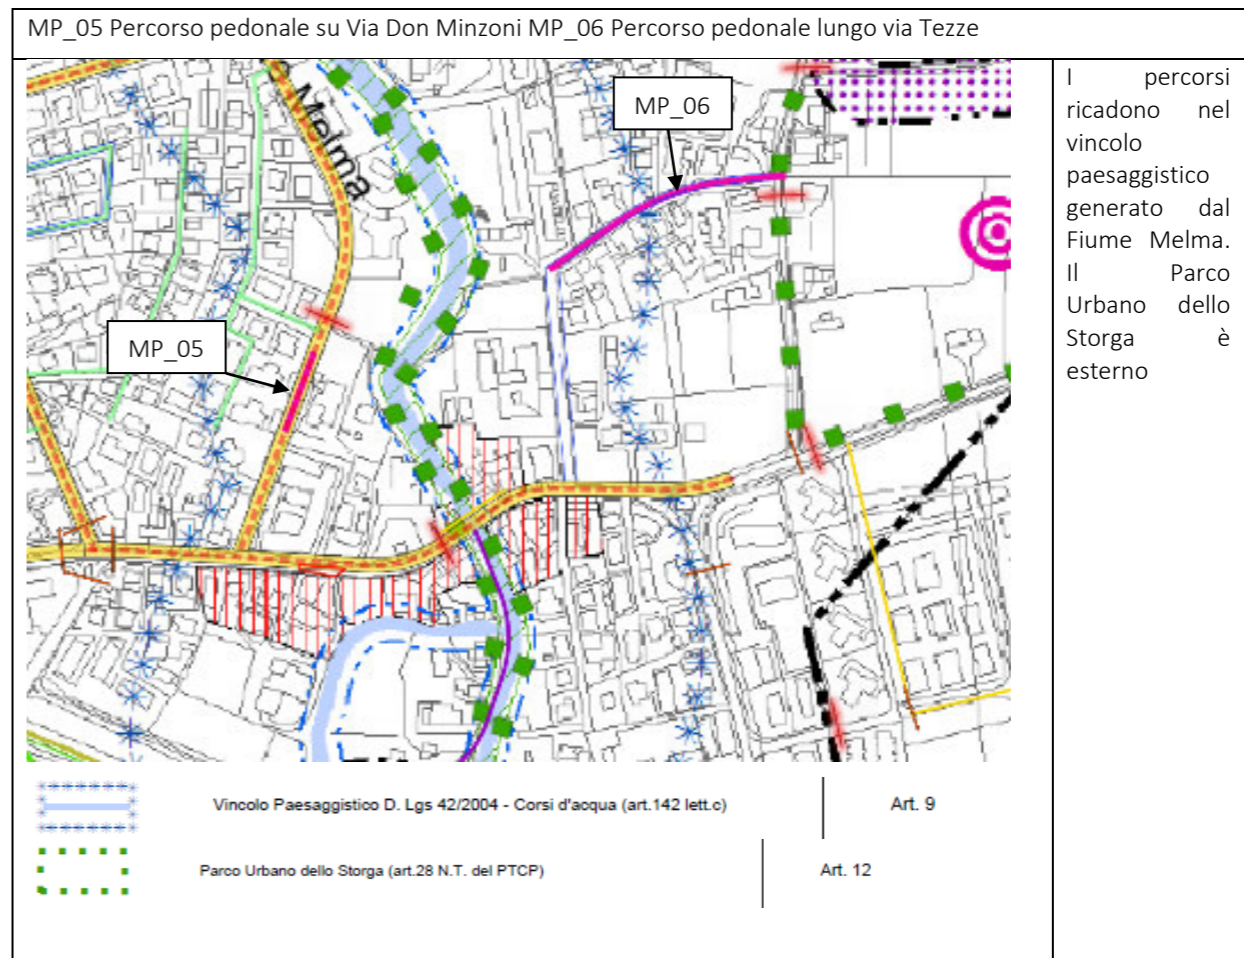 MP_05 Percorso pedonale su Via Don Minzoni MP_06 Percorso pedonale lungo via Tezze
Melma
MP_06
MP_05
I percorsi
ricadono nel
vincolo
paesaggistico
generato dal
Fiume Melma.
Il Parco
Urbano dello
Storga è
esterno
Vincolo Paesaggistico D. Lgs 42/2004 - Corsi d'acqua (art.142 lett.c) Art. 9
Parco Urbano dello Storga (art.28 N.T. del PTCP) Art. 12